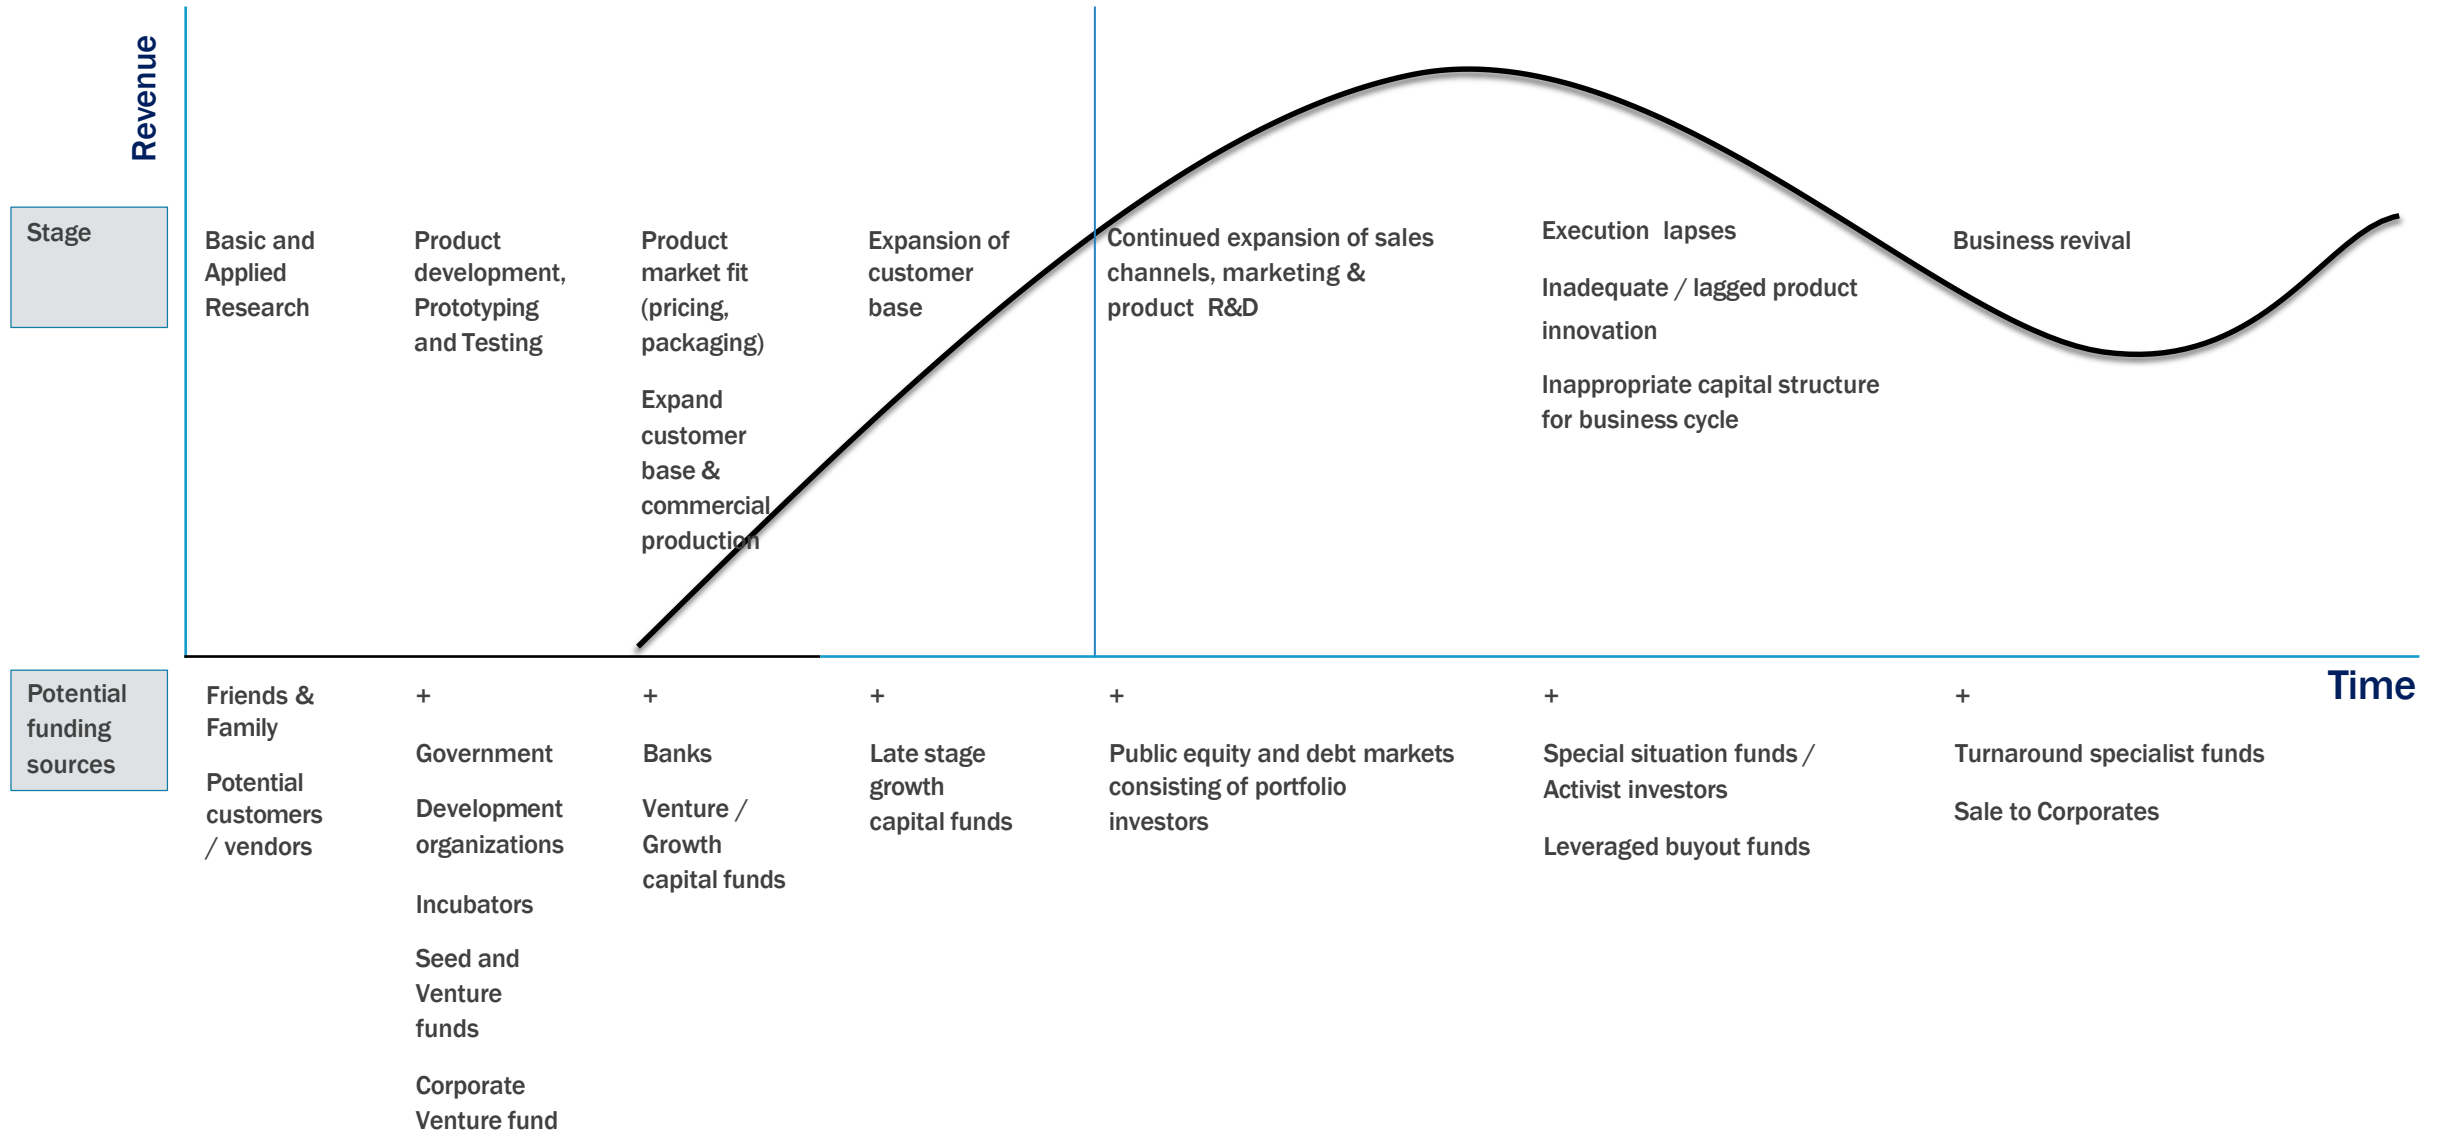 Revenue
Stage
Basic and
Applied
Research
Product
development,
Prototyping
and Testing
Product
market fit
(pricing,
packaging)
Expand
customer
base &
commercial
production
Expansion of
customer
base
Continued expansion of sales
channels, marketing &
product R&D
Execution lapses
Inadequate / lagged product
innovation
Inappropriate capital structure
for business cycle
Business revival
Time
Potential
funding
sources
Friends &
Family
Potential
customers
/ vendors
+
Government
Development
organizations
Incubators
Seed and
Venture
funds
Corporate
Venture fund
+
Banks
Venture /
Growth
capital funds
+
Late stage
growth
capital funds
+
Public equity and debt markets
consisting of portfolio
investors
+
Special situation funds /
Activist investors
Leveraged buyout funds
+
Turnaround specialist funds
Sale to Corporates